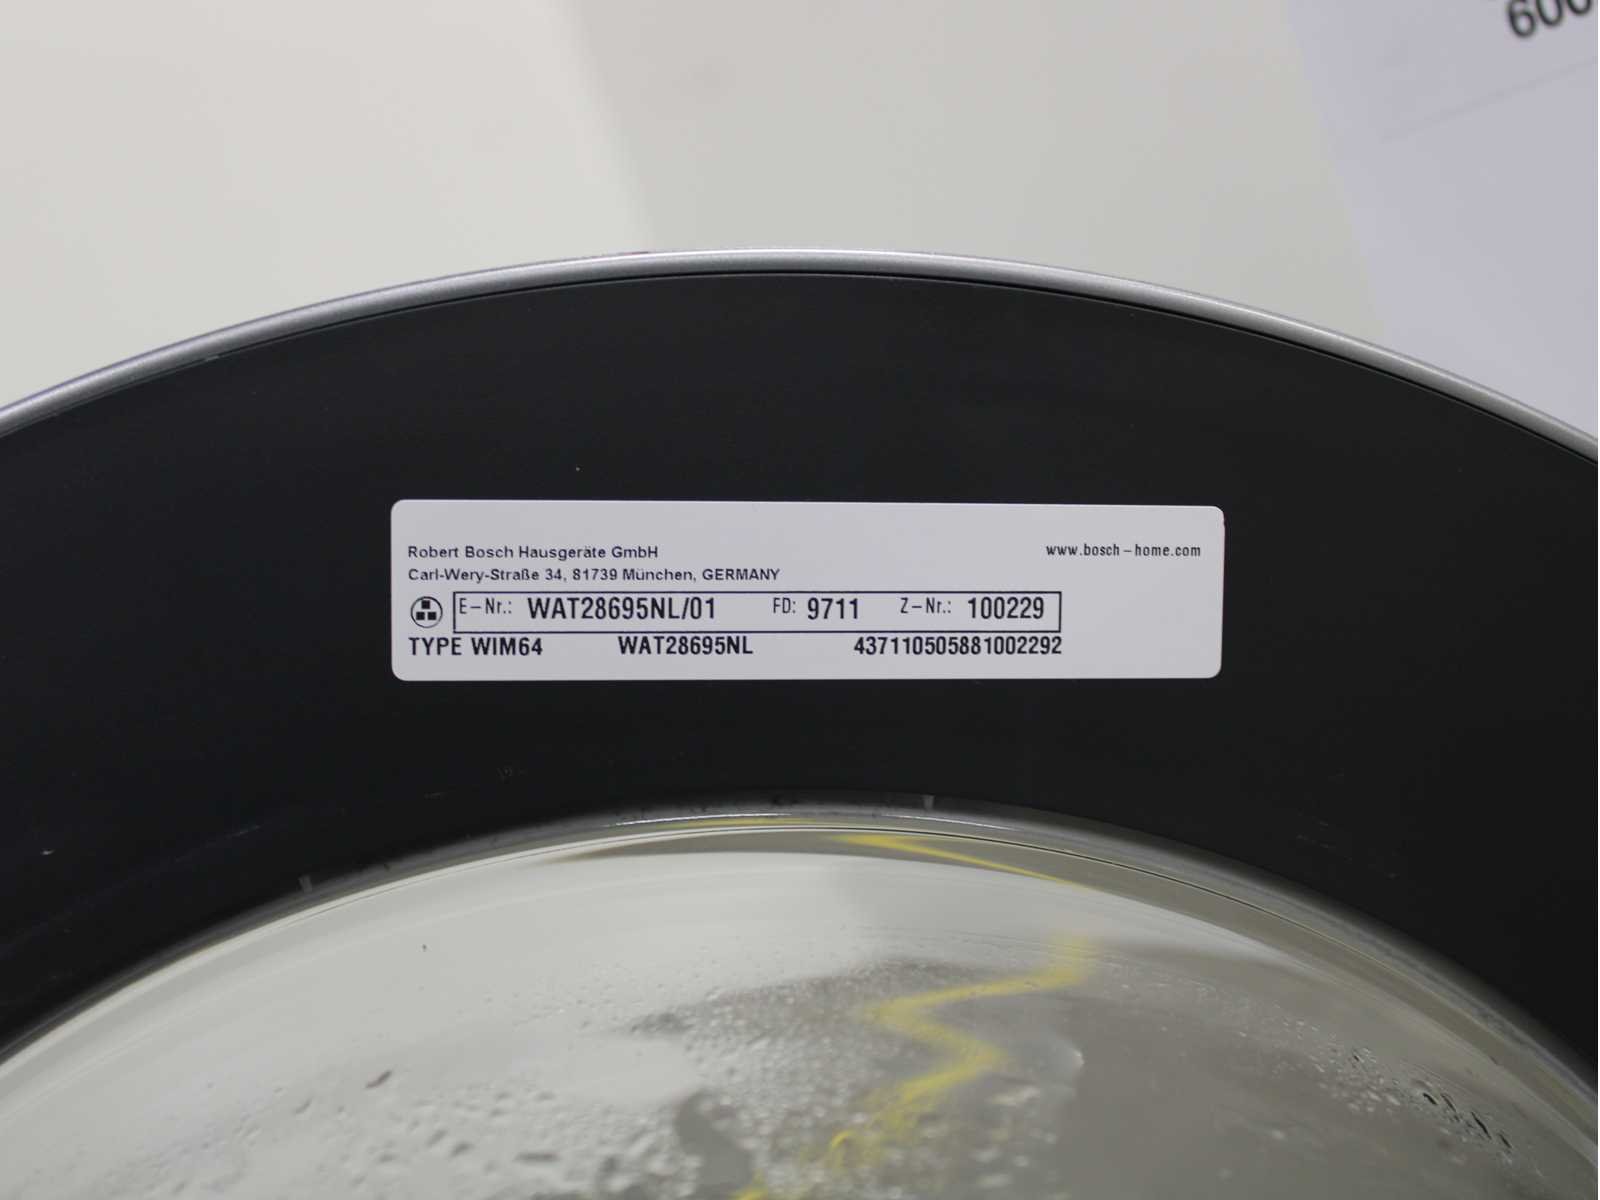 Robert Bosch Hausgeräte GmbH www.bosch-home.com
Carl-Wery-Straße 34, 81739 München, GERMANY
E-Nr.: WAT28695NL/01 FD: 9711 Z-Nr.: 100229
TYPE WIM64 WAT28695NL 437110505881002292